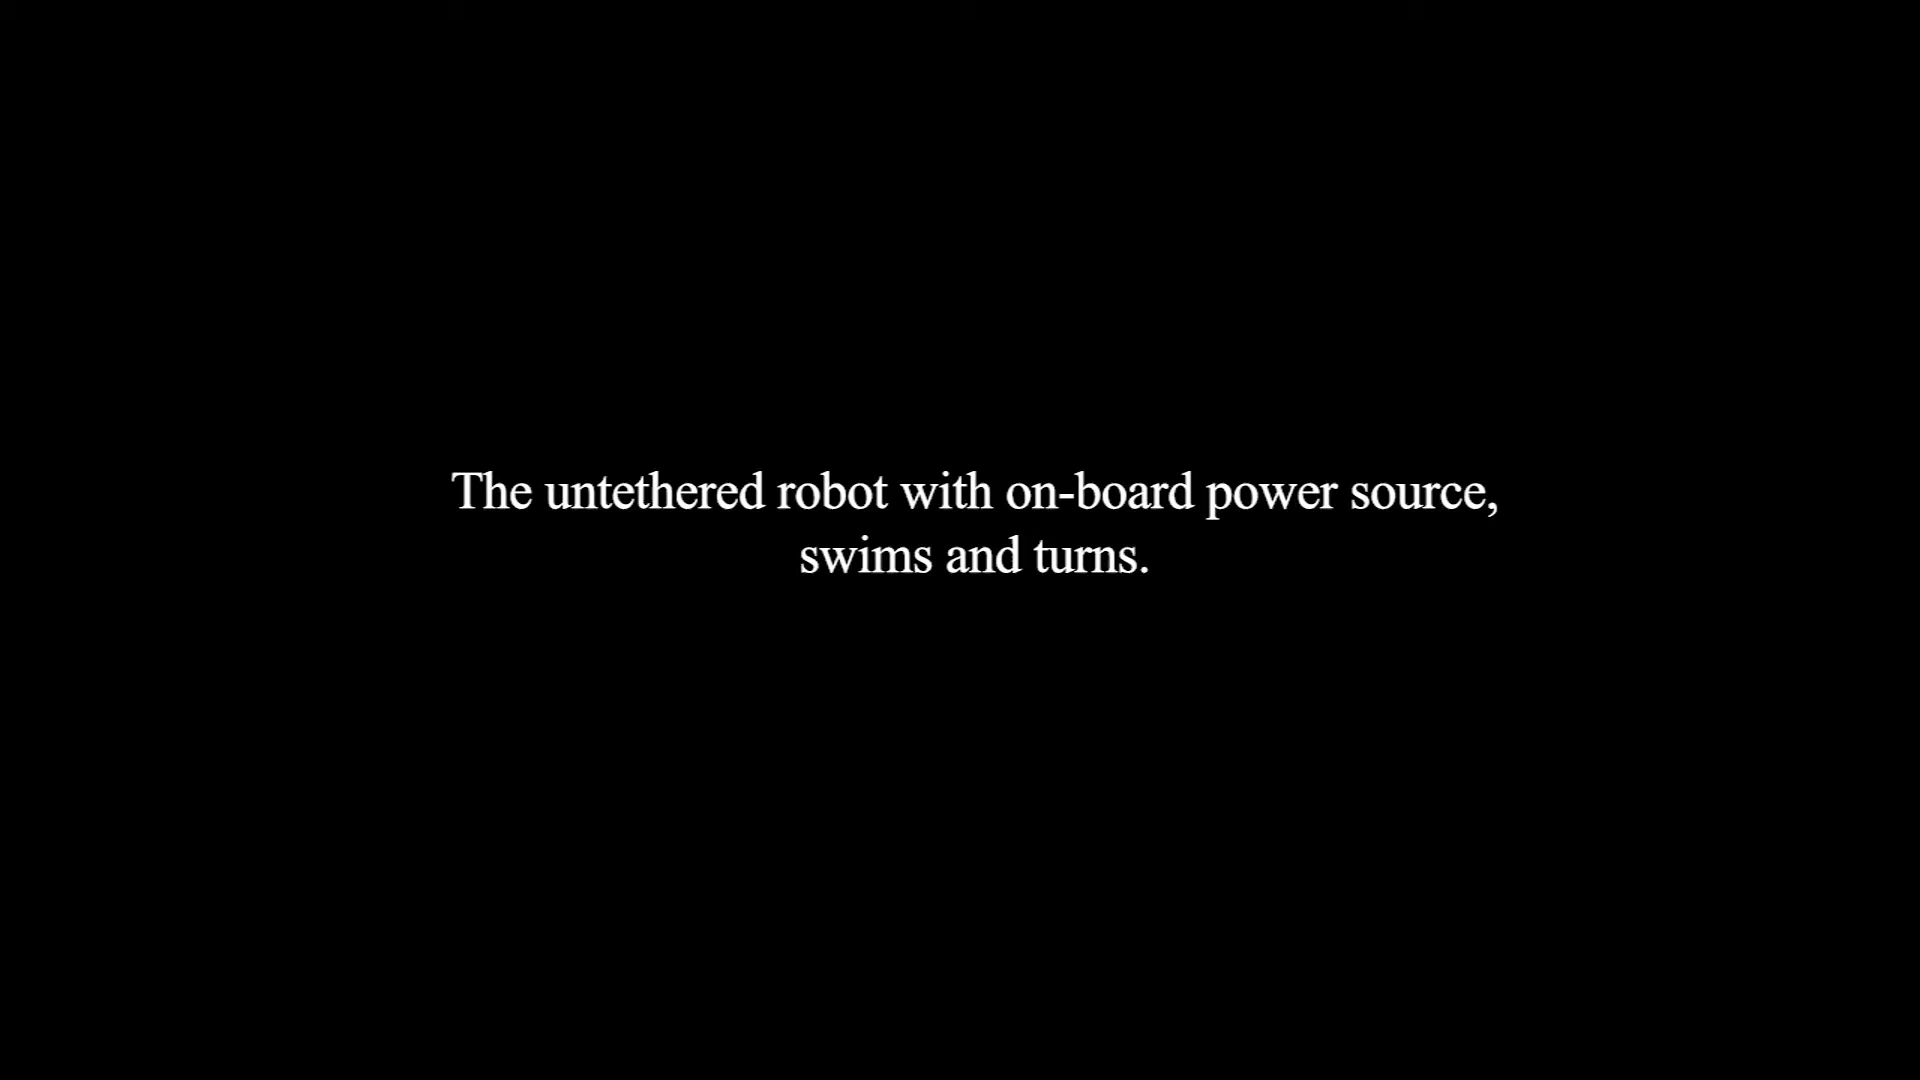 The untethered robot with on-board power source,
swims and turns.